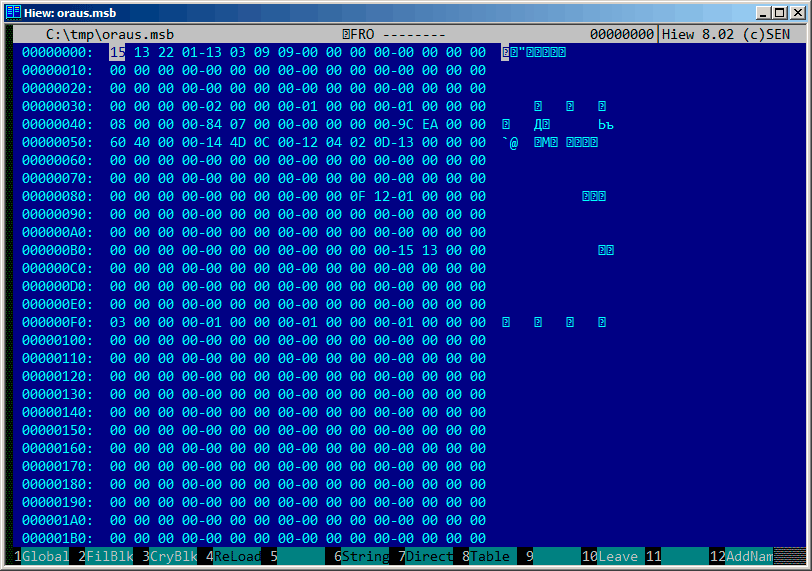 Hiew: oraus.msb
C:\tmp\oraus.msb FRO -------- 00000000 Hiew 8.02 (c)SEN
00000000: 15 13 22 01-13 03 09 09-00 00 00 00-00 00 00 00 "
00000010: 00 00 00 00-00 00 00 00-00 00 00 00-00 00 00 00
00000020: 00 00 00 00-00 00 00 00-00 00 00 00-00 00 00 00
00000030: 00 00 00 00-02 00 00 00-01 00 00 00-01 00 00 00
00000040: 08 00 00 00-84 07 00 00-00 00 00 00-9C EA 00 00 Д Ьъ
00000050: 60 40 00 00-14 4D 0C 00-12 04 02 0D-13 00 00 00 `@ М
00000060: 00 00 00 00-00 00 00 00-00 00 00 00-00 00 00 00
00000070: 00 00 00 00-00 00 00 00-00 00 00 00-00 00 00 00
00000080: 00 00 00 00-00 00 00 00-00 00 0F 12-01 00 00 00
00000090: 00 00 00 00-00 00 00 00-00 00 00 00-00 00 00 00
000000A0: 00 00 00 00-00 00 00 00-00 00 00 00-00 00 00 00
000000B0: 00 00 00 00-00 00 00 00-00 00 00 00-15 13 00 00
000000C0: 00 00 00 00-00 00 00 00-00 00 00 00-00 00 00 00
000000D0: 00 00 00 00-00 00 00 00-00 00 00 00-00 00 00 00
000000E0: 00 00 00 00-00 00 00 00-00 00 00 00-00 00 00 00
000000F0: 03 00 00 00-01 00 00 00-01 00 00 00-01 00 00 00
00000100: 00 00 00 00-00 00 00 00-00 00 00 00-00 00 00 00
00000110: 00 00 00 00-00 00 00 00-00 00 00 00-00 00 00 00
00000120: 00 00 00 00-00 00 00 00-00 00 00 00-00 00 00 00
00000130: 00 00 00 00-00 00 00 00-00 00 00 00-00 00 00 00
00000140: 00 00 00 00-00 00 00 00-00 00 00 00-00 00 00 00
00000150: 00 00 00 00-00 00 00 00-00 00 00 00-00 00 00 00
00000160: 00 00 00 00-00 00 00 00-00 00 00 00-00 00 00 00
00000170: 00 00 00 00-00 00 00 00-00 00 00 00-00 00 00 00
00000180: 00 00 00 00-00 00 00 00-00 00 00 00-00 00 00 00
00000190: 00 00 00 00-00 00 00 00-00 00 00 00-00 00 00 00
000001A0: 00 00 00 00-00 00 00 00-00 00 00 00-00 00 00 00
000001B0: 00 00 00 00-00 00 00 00-00 00 00 00-00 00 00 00
1Global 2FilBlk 3CryBlk 4ReLoad 5 6String 7Direct 8Table 9 10Leave 11 12AddNam